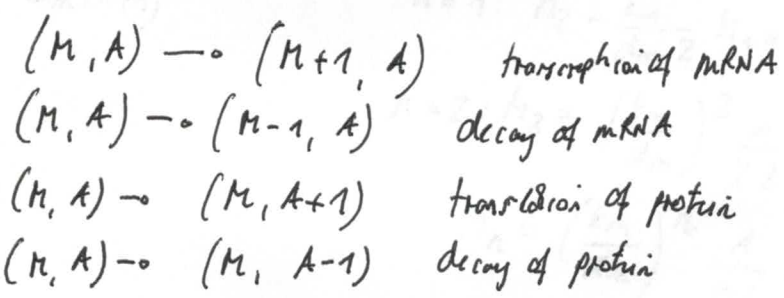 (M, A) —∘ (M+1, A) transcription of mRNA
(M, A) —∘ (M-1, A) decay of mRNA
(M, A) —∘ (M, A+1) translation of protein
(M, A) —∘ (M, A-1) decay of protein